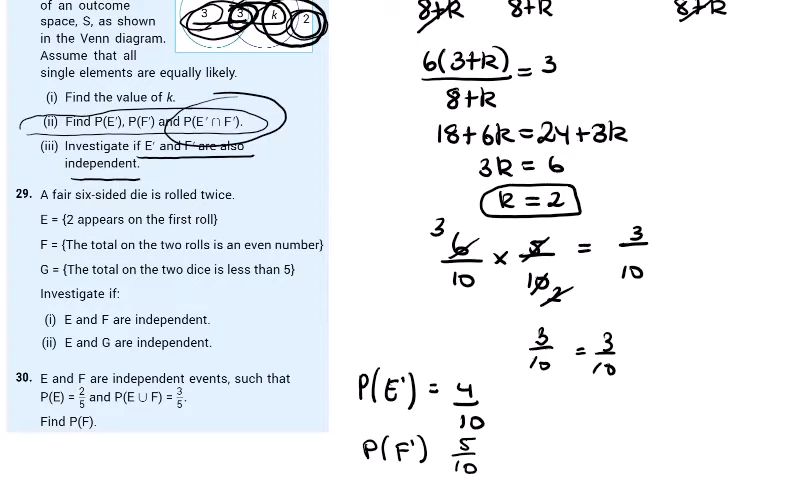 of an outcome
space, S, as shown
in the Venn diagram.
Assume that all
single elements are equally likely.
3 3 k 2
(i) Find the value of k.
(ii) Find P(E′), P(F′) and P(E′ ∩ F′).
(iii) Investigate if E′ and F′ are also
independent.
29. A fair six-sided die is rolled twice.
E = {2 appears on the first roll}
F = {The total on the two rolls is an even number}
G = {The total on the two dice is less than 5}
Investigate if:
(i) E and F are independent.
(ii) E and G are independent.
30. E and F are independent events, such that
P(E) = 2/5 and P(E ∪ F) = 3/5.
Find P(F).
8+k 8+k 8+k
6(3+k)/8+k = 3
18+6k = 24+3k
3k = 6
k = 2
3 6/10 × 5/10 2 = 3/10
3/10 = 3/10
P(E') = 4/10
P(F') 5/10